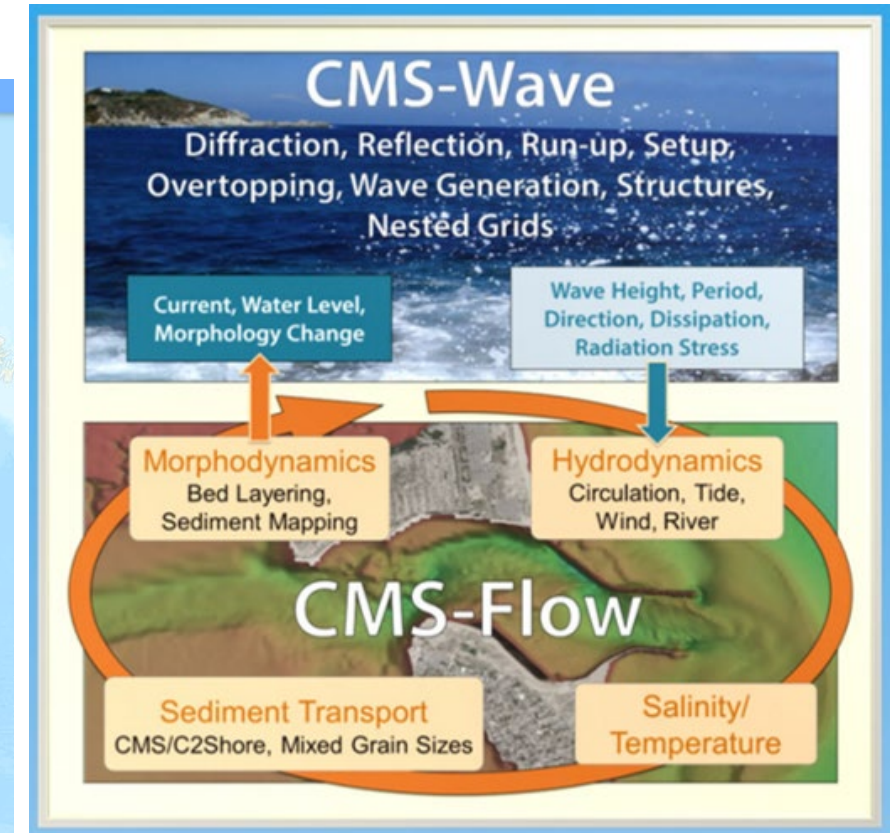 CMS-Wave
Diffraction, Reflection, Run-up, Setup,
Overtopping, Wave Generation, Structures,
Nested Grids
Current, Water Level,
Morphology Change
Wave Height, Period,
Direction, Dissipation,
Radiation Stress
Morphodynamics
Bed Layering,
Sediment Mapping
Hydrodynamics
Circulation, Tide,
Wind, River
CMS-Flow
Sediment Transport
CMS/C2Shore, Mixed Grain Sizes
Salinity/
Temperature